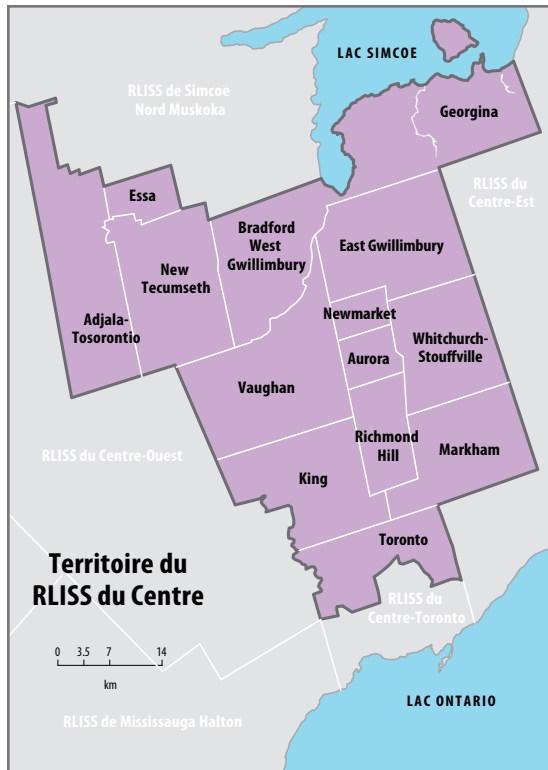 LAC SIMCOE
RLISS de Simcoe
Nord Muskoka
Georgina
RLISS du
Centre-Est
Essa
Bradford
West
Gwillimbury
East Gwillimbury
New
Tecumseth
Adjala-
Tosorontio
Newmarket
Whitchurch-
Stouffville
Aurora
Vaughan
Richmond
Hill
Markham
RLISS du Centre-Ouest
King
Toronto
Territoire du
RLISS du Centre
RLISS du
Centre-Toronto
0 3.5 7 14
km
LAC ONTARIO
RLISS de Mississauga Halton